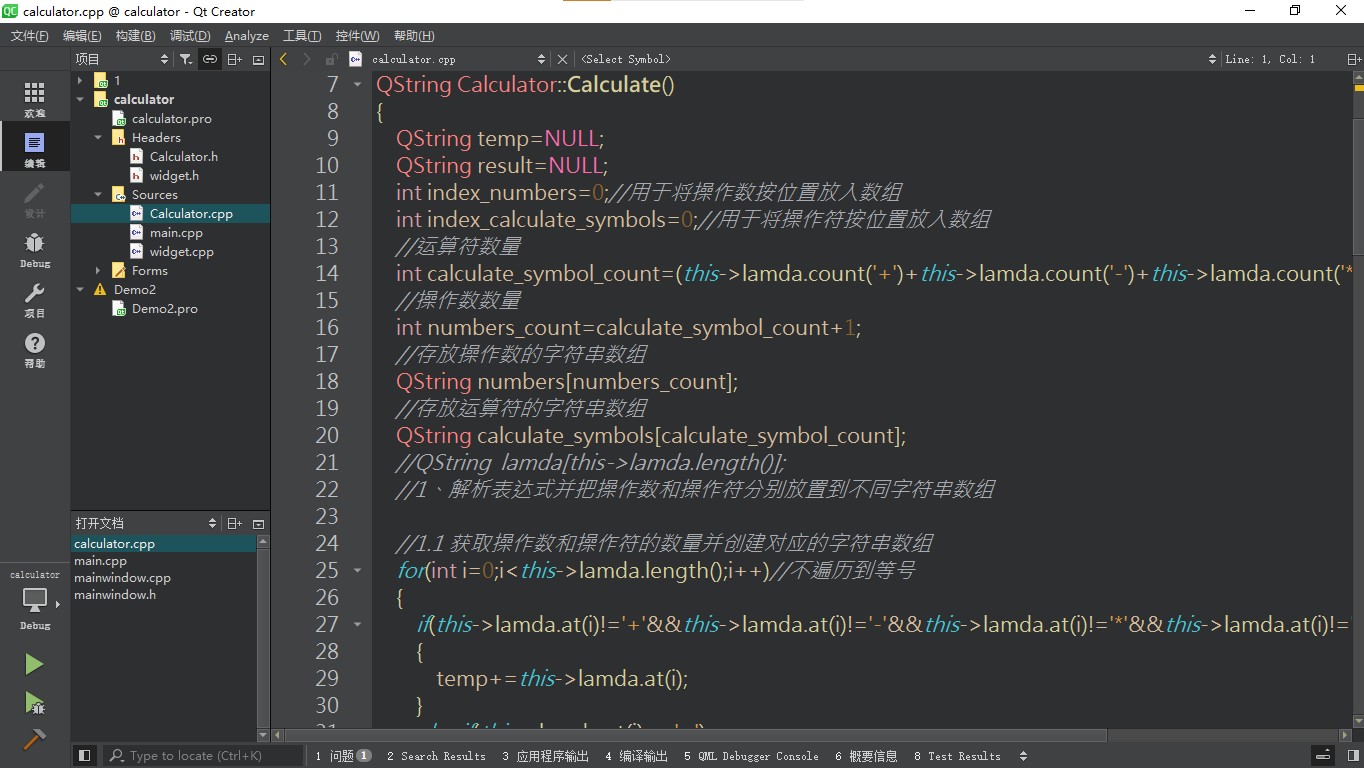 calculator.cpp @ calculator - Qt Creator
文件(F) 编辑(E) 构建(B) 调试(D) Analyze 工具(T) 控件(W) 帮助(H)
项目
calculator.cpp
<Select Symbol>
Line: 1, Col: 1
欢迎
编辑
设计
Debug
项目
帮助
calculator
Debug
1
calculator
calculator.pro
Headers
Calculator.h
widget.h
Sources
Calculator.cpp
main.cpp
widget.cpp
Forms
Demo2
Demo2.pro
打开文档
calculator.cpp
main.cpp
mainwindow.cpp
mainwindow.h
7 QString Calculator::Calculate()
8 {
9 QString temp=NULL;
10 QString result=NULL;
11 int index_numbers=0;//用于将操作数按位置放入数组
12 int index_calculate_symbols=0;//用于将操作符按位置放入数组
13 //运算符数量
14 int calculate_symbol_count=(this->lamda.count('+')+this->lamda.count('-')+this->lamda.count('*
15 //操作数数量
16 int numbers_count=calculate_symbol_count+1;
17 //存放操作数的字符串数组
18 QString numbers[numbers_count];
19 //存放运算符的字符串数组
20 QString calculate_symbols[calculate_symbol_count];
21 //QString lamda[this->lamda.length()];
22 //1、解析表达式并把操作数和操作符分别放置到不同字符串数组
23
24 //1.1 获取操作数和操作符的数量并创建对应的字符串数组
25 for(int i=0;i<this->lamda.length();i++)//不遍历到等号
26 {
27 if(this->lamda.at(i)!='+'&&this->lamda.at(i)!='-'&&this->lamda.at(i)!='*'&&this->lamda.at(i)!='
28 {
29 temp+=this->lamda.at(i);
30 }
Type to locate (Ctrl+K)
1 问题 1 2 Search Results 3 应用程序输出 4 编译输出 5 QML Debugger Console 6 概要信息 8 Test Results